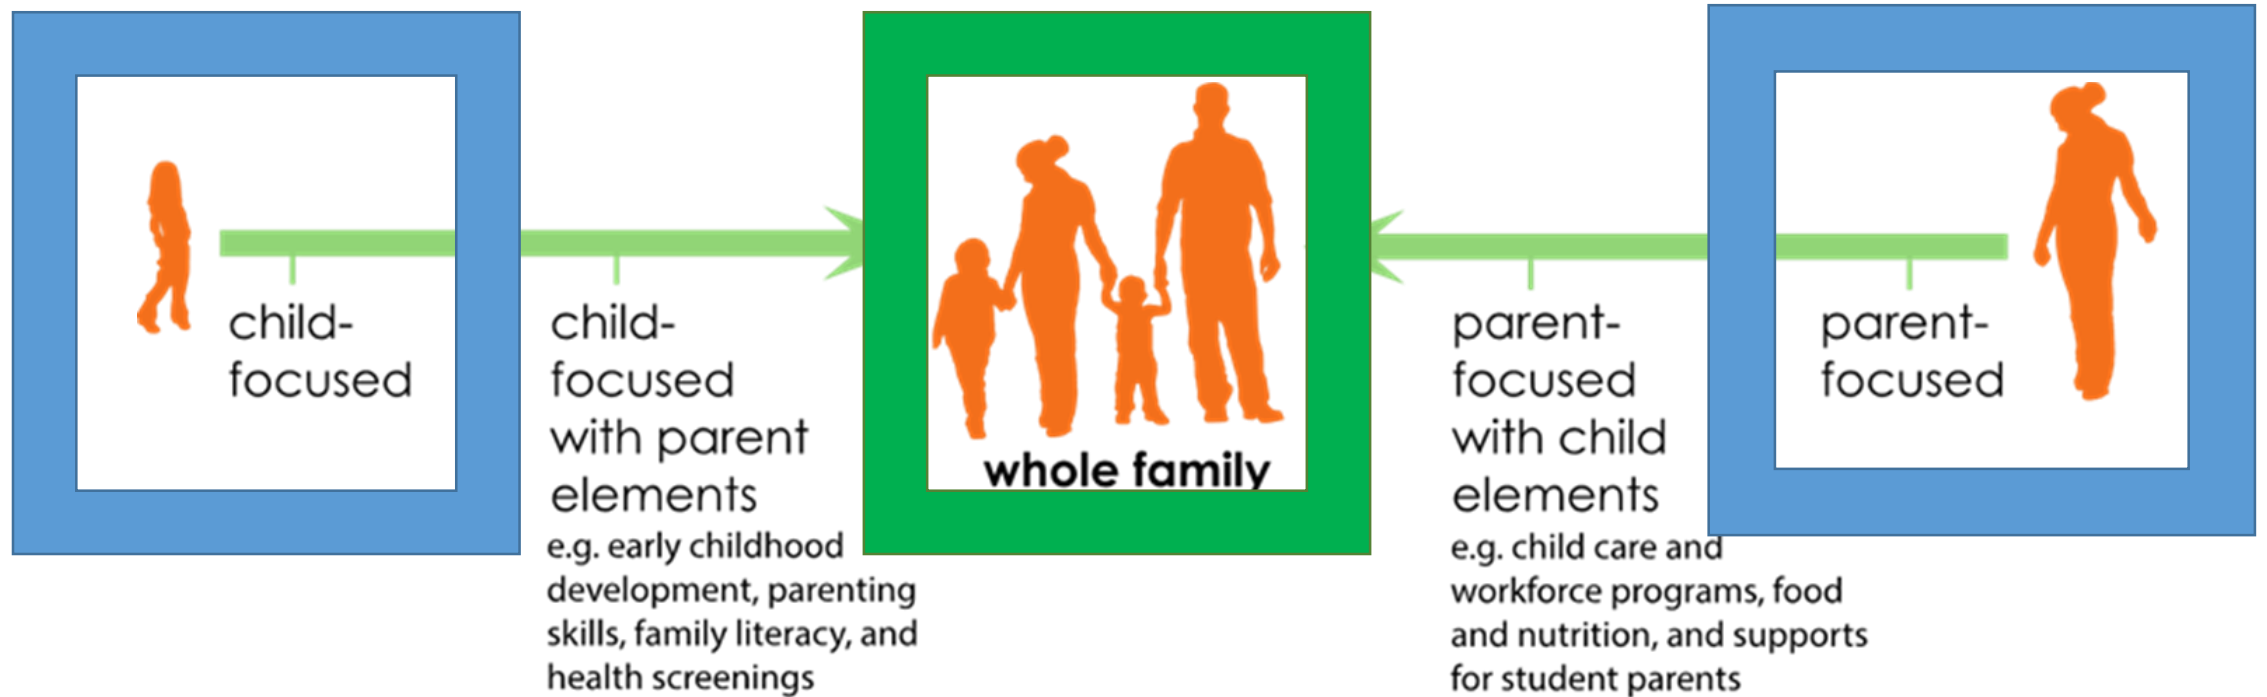 child-
focused
child-
focused
with parent
elements
e.g. early childhood
development, parenting
skills, family literacy, and
health screenings
whole family
parent-
focused
with child
elements
e.g. child care and
workforce programs, food
and nutrition, and supports
for student parents
parent-
focused